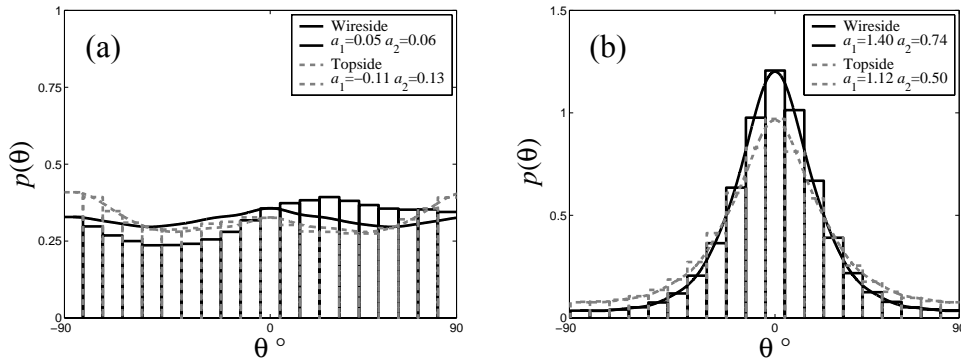 1
0.75
0.5
0.25
0
−90
0
90
p(θ)
θ °
(a)
Wireside
a1=0.05 a2=0.06
Topside
a1=−0.11 a2=0.13
1.5
1
0.5
0
−90
0
90
p(θ)
θ °
(b)
Wireside
a1=1.40 a2=0.74
Topside
a1=1.12 a2=0.50